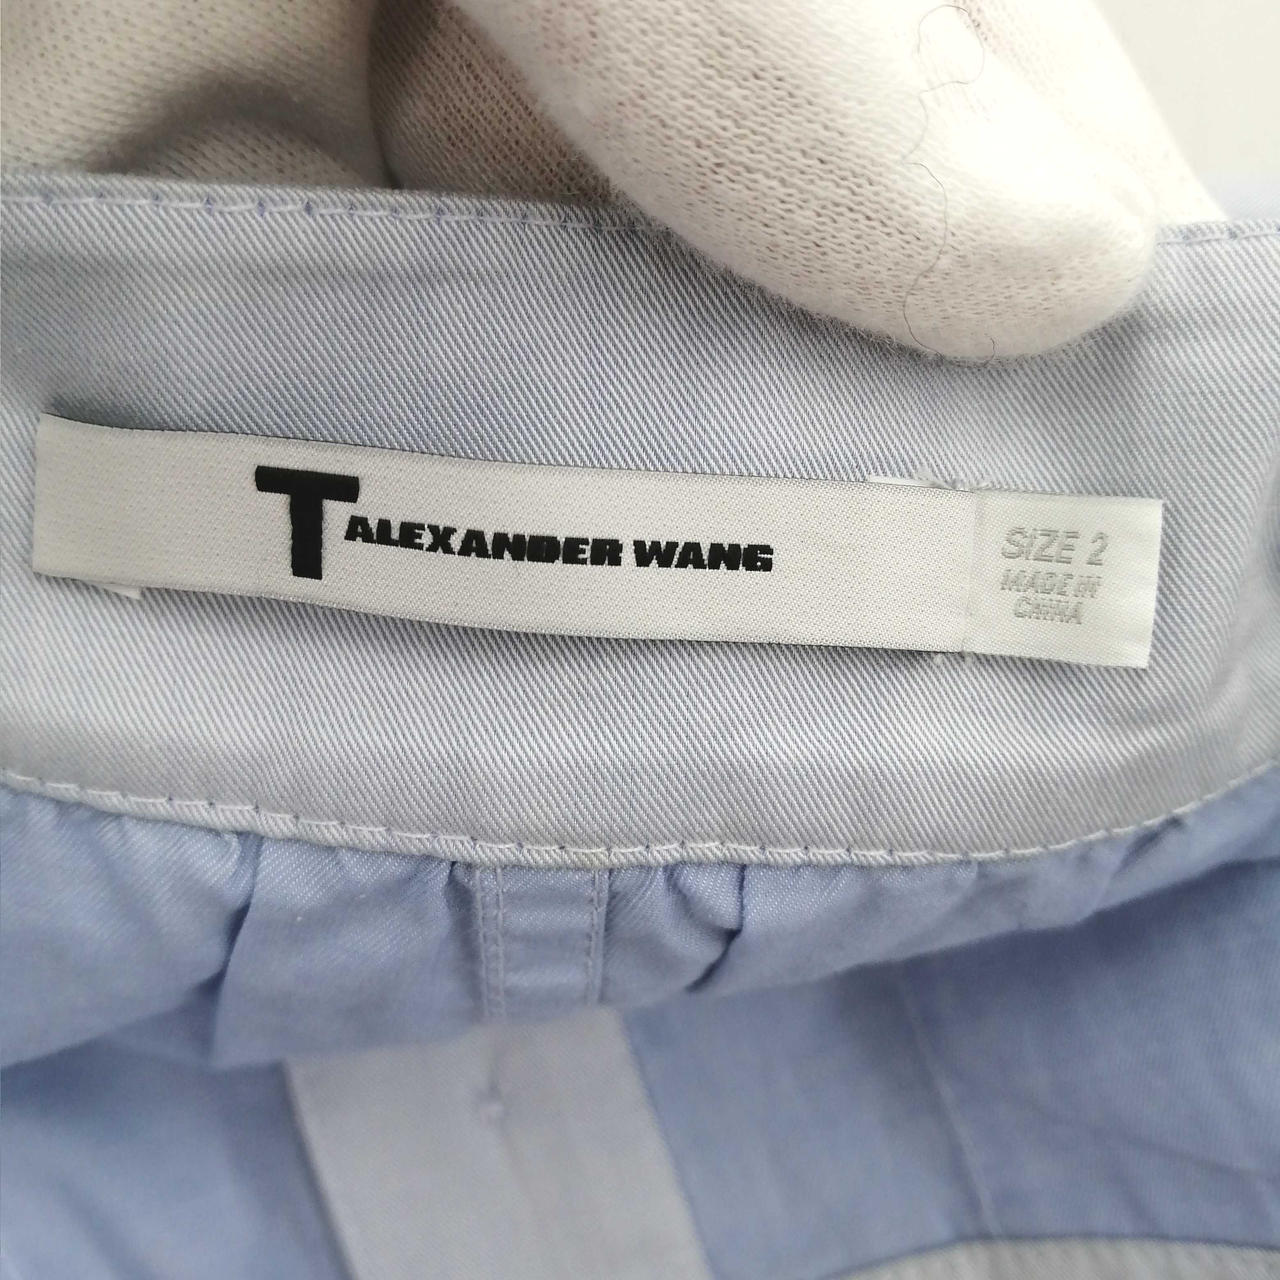 T ALEXANDER WANG
SIZE 2
MADE IN
CHINA